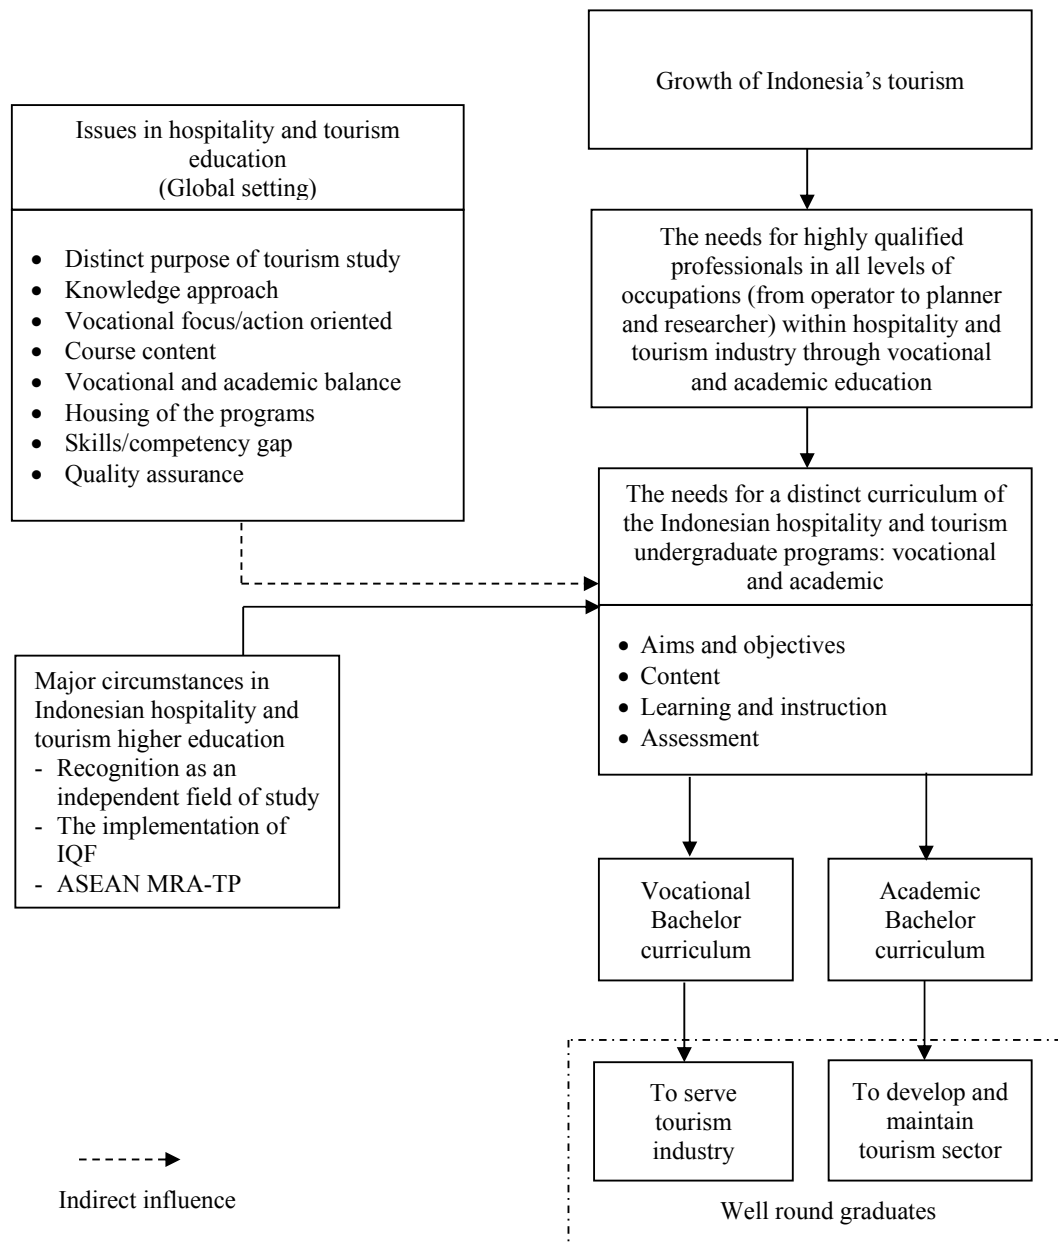 Growth of Indonesia’s tourism
Issues in hospitality and tourism
education
(Global setting)
• Distinct purpose of tourism study
• Knowledge approach
• Vocational focus/action oriented
• Course content
• Vocational and academic balance
• Housing of the programs
• Skills/competency gap
• Quality assurance
The needs for highly qualified
professionals in all levels of
occupations (from operator to planner
and researcher) within hospitality and
tourism industry through vocational
and academic education
The needs for a distinct curriculum of
the Indonesian hospitality and tourism
undergraduate programs: vocational
and academic
• Aims and objectives
• Content
• Learning and instruction
• Assessment
Major circumstances in
Indonesian hospitality and
tourism higher education
- Recognition as an
independent field of study
- The implementation of
IQF
- ASEAN MRA-TP
Vocational
Bachelor
curriculum
Academic
Bachelor
curriculum
To serve
tourism
industry
To develop and
maintain
tourism sector
Well round graduates
Indirect influence